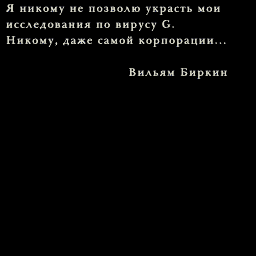 Я никому не позволю украсть мои
исследования по вирусу G.
Никому, даже самой корпорации...
Вильям Биркин